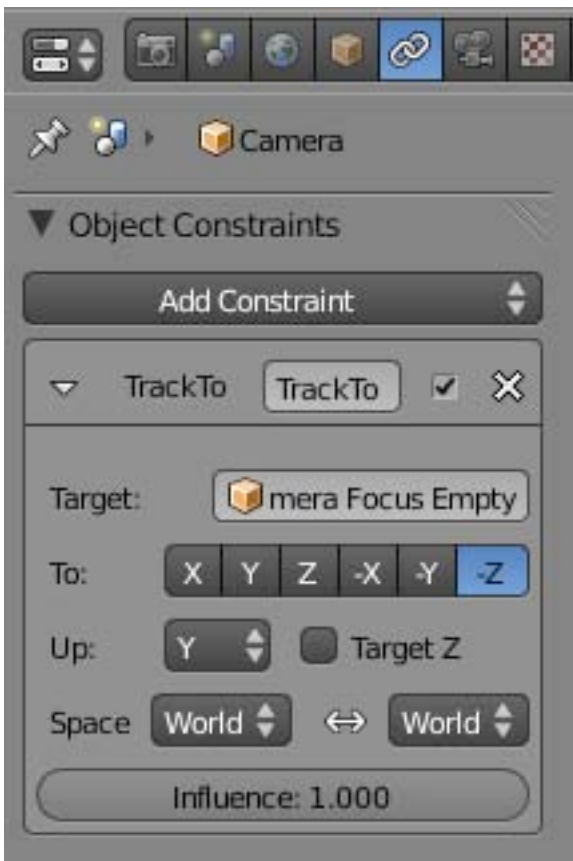 Camera
Object Constraints
Add Constraint
TrackTo TrackTo
Target: mera Focus Empty
To: X Y Z -X -Y -Z
Up: Y Target Z
Space World World
Influence: 1.000